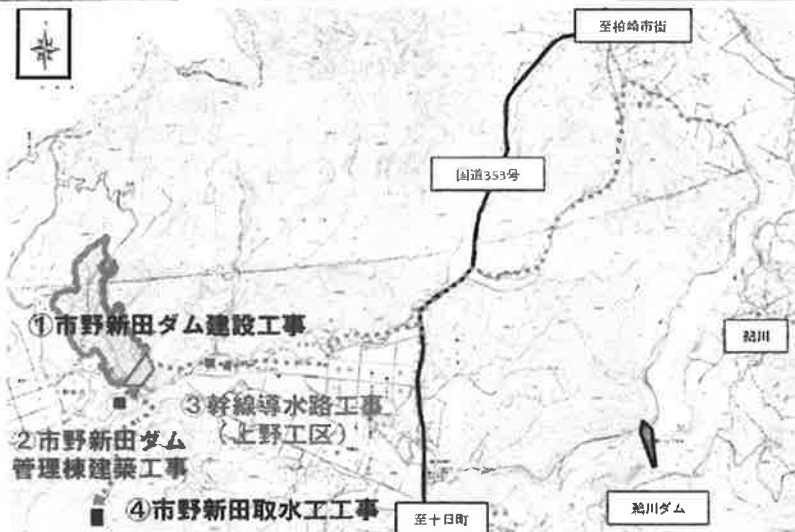 至柏崎市街
国道353号
①市野新田ダム建設工事
鵜川
3幹線導水路工事
(上野工区)
2市野新田ダム
管理棟建築工事
④市野新田取水工工事
至十日町
鵜川ダム